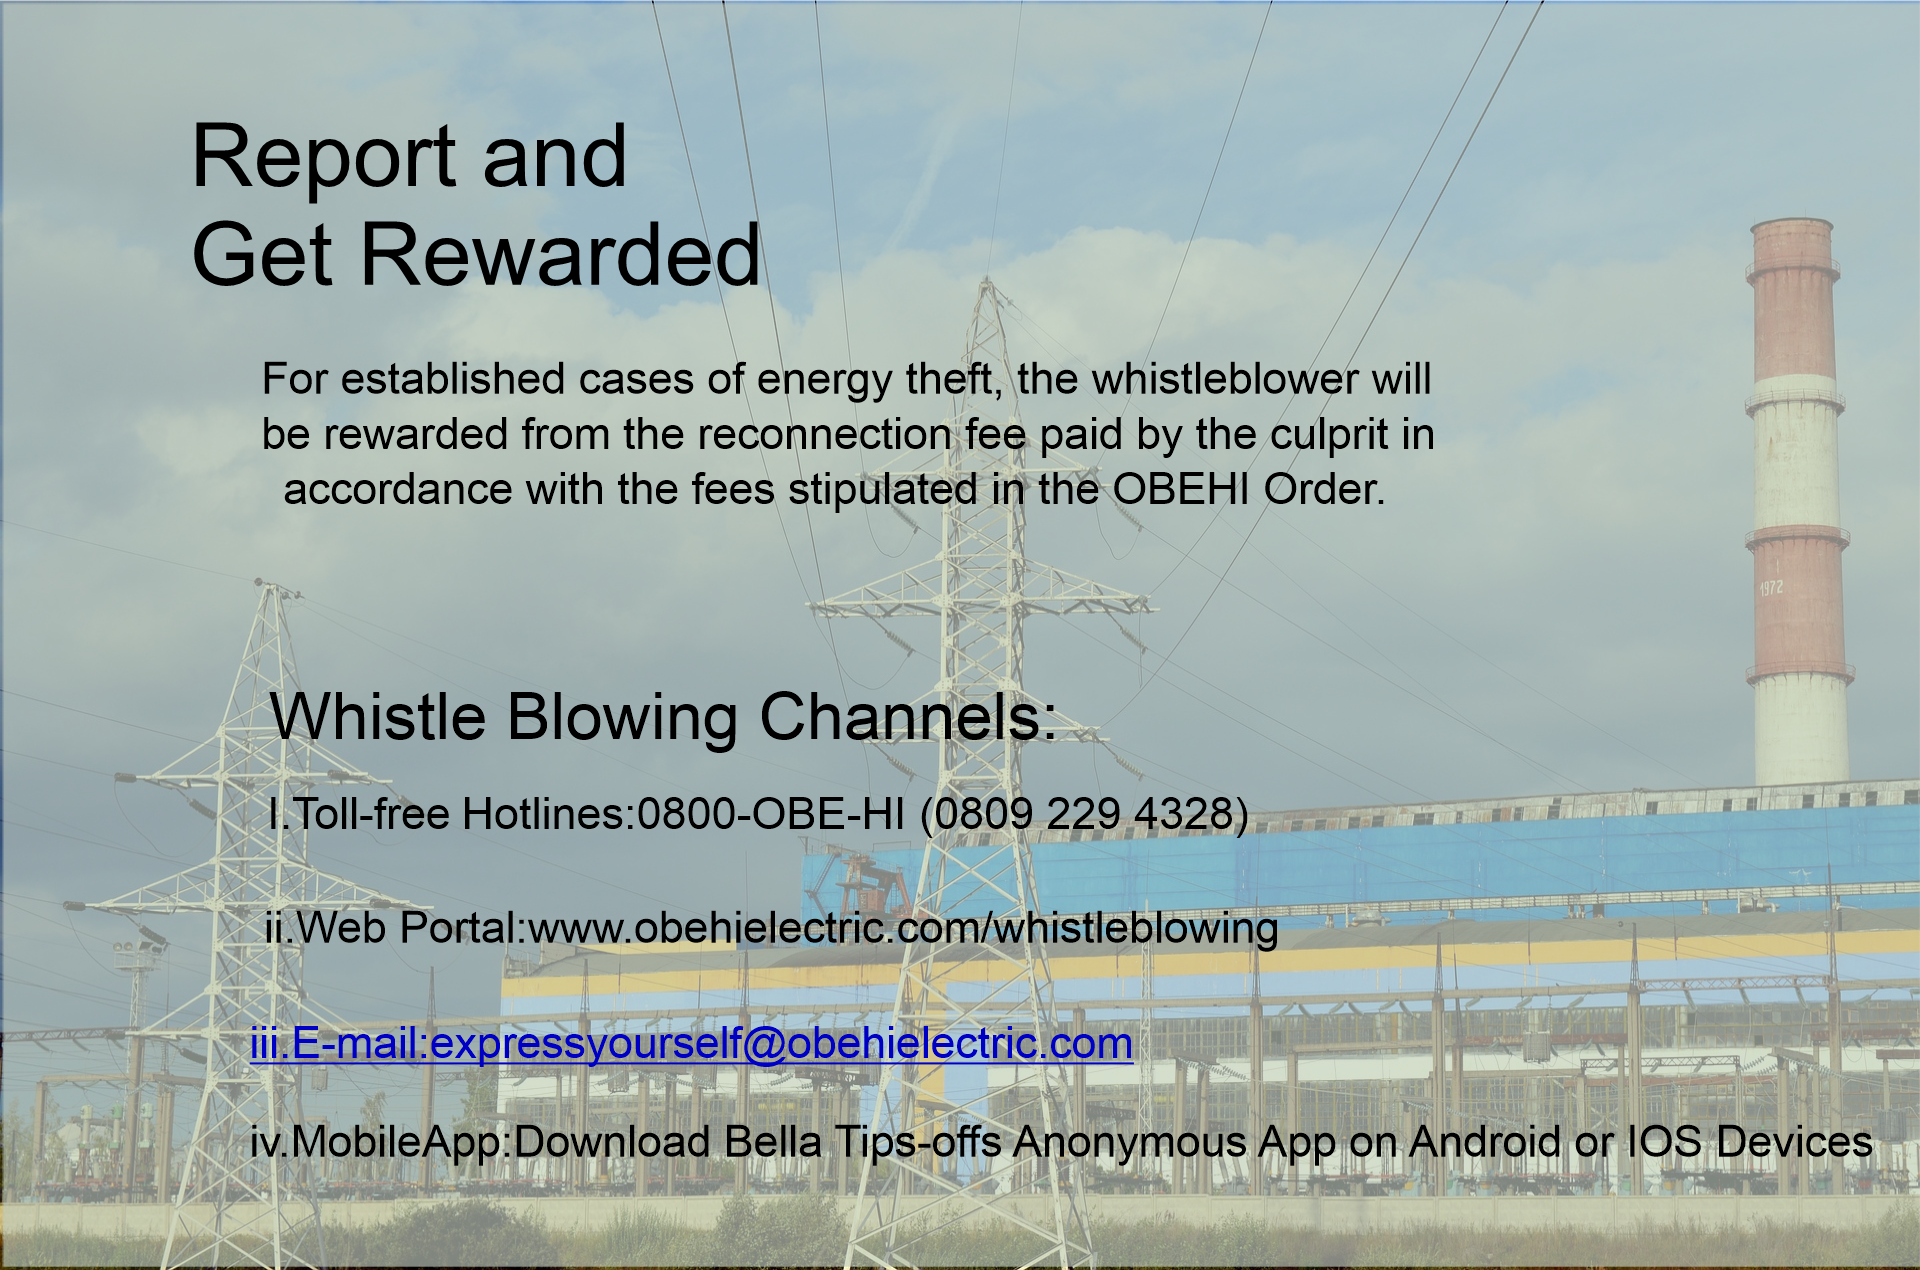 Report and
Get Rewarded
For established cases of energy theft, the whistleblower will
be rewarded from the reconnection fee paid by the culprit in
accordance with the fees stipulated in the OBEHI Order.
1972
Whistle Blowing Channels:
I.Toll-free Hotlines:0800-OBE-HI (0809 229 4328)
ii.Web Portal:www.obehielectric.com/whistleblowing
iii.E-mail:expressyourself@obehielectric.com
iv.MobileApp:Download Bella Tips-offs Anonymous App on Android or IOS Devices